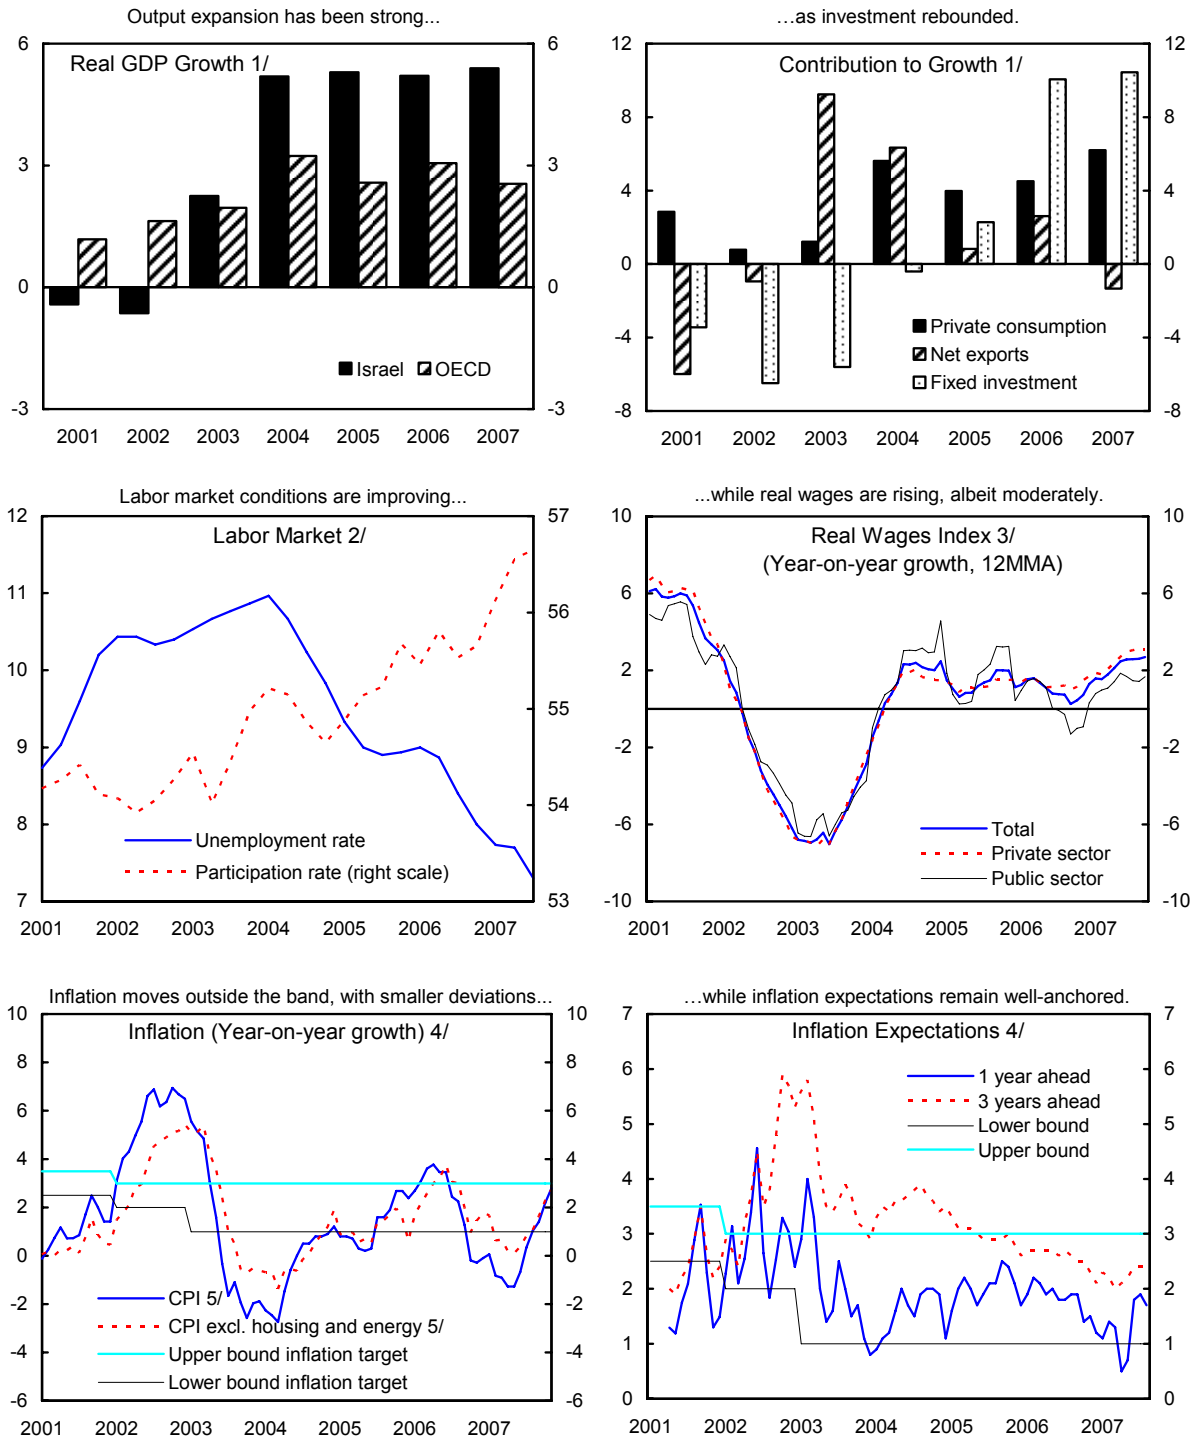 Output expansion has been strong...
Real GDP Growth 1/
6
3
0
-3
6
3
0
-3
Israel
OECD
2001 2002 2003 2004 2005 2006 2007
...as investment rebounded.
Contribution to Growth 1/
12
8
4
0
-4
-8
12
8
4
0
-4
-8
Private consumption
Net exports
Fixed investment
2001 2002 2003 2004 2005 2006 2007
Labor market conditions are improving...
Labor Market 2/
12
11
10
9
8
7
57
56
55
54
53
Unemployment rate
Participation rate (right scale)
2001 2002 2003 2004 2005 2006 2007
...while real wages are rising, albeit moderately.
Real Wages Index 3/
(Year-on-year growth, 12MMA)
10
6
2
-2
-6
-10
10
6
2
-2
-6
-10
Total
Private sector
Public sector
2001 2002 2003 2004 2005 2006 2007
Inflation moves outside the band, with smaller deviations...
Inflation (Year-on-year growth) 4/
10
8
6
4
2
0
-2
-4
-6
10
8
6
4
2
0
-2
-4
-6
CPI 5/
CPI excl. housing and energy 5/
Upper bound inflation target
Lower bound inflation target
2001 2002 2003 2004 2005 2006 2007
...while inflation expectations remain well-anchored.
Inflation Expectations 4/
7
6
5
4
3
2
1
0
7
6
5
4
3
2
1
0
1 year ahead
3 years ahead
Lower bound
Upper bound
2001 2002 2003 2004 2005 2006 2007